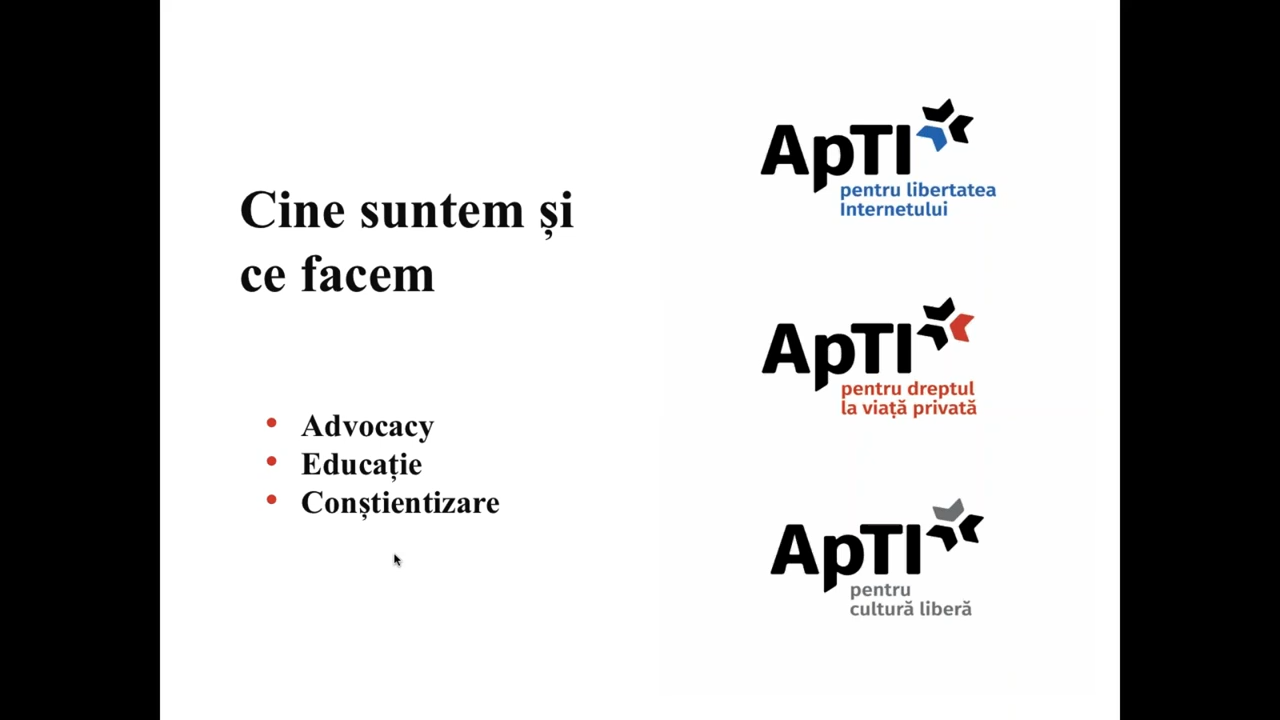 Cine suntem și
ce facem
Advocacy
Educație
Conștientizare
ApTI
pentru libertatea
Internetului
ApTI
pentru dreptul
la viață privată
ApTI
pentru
cultură liberă